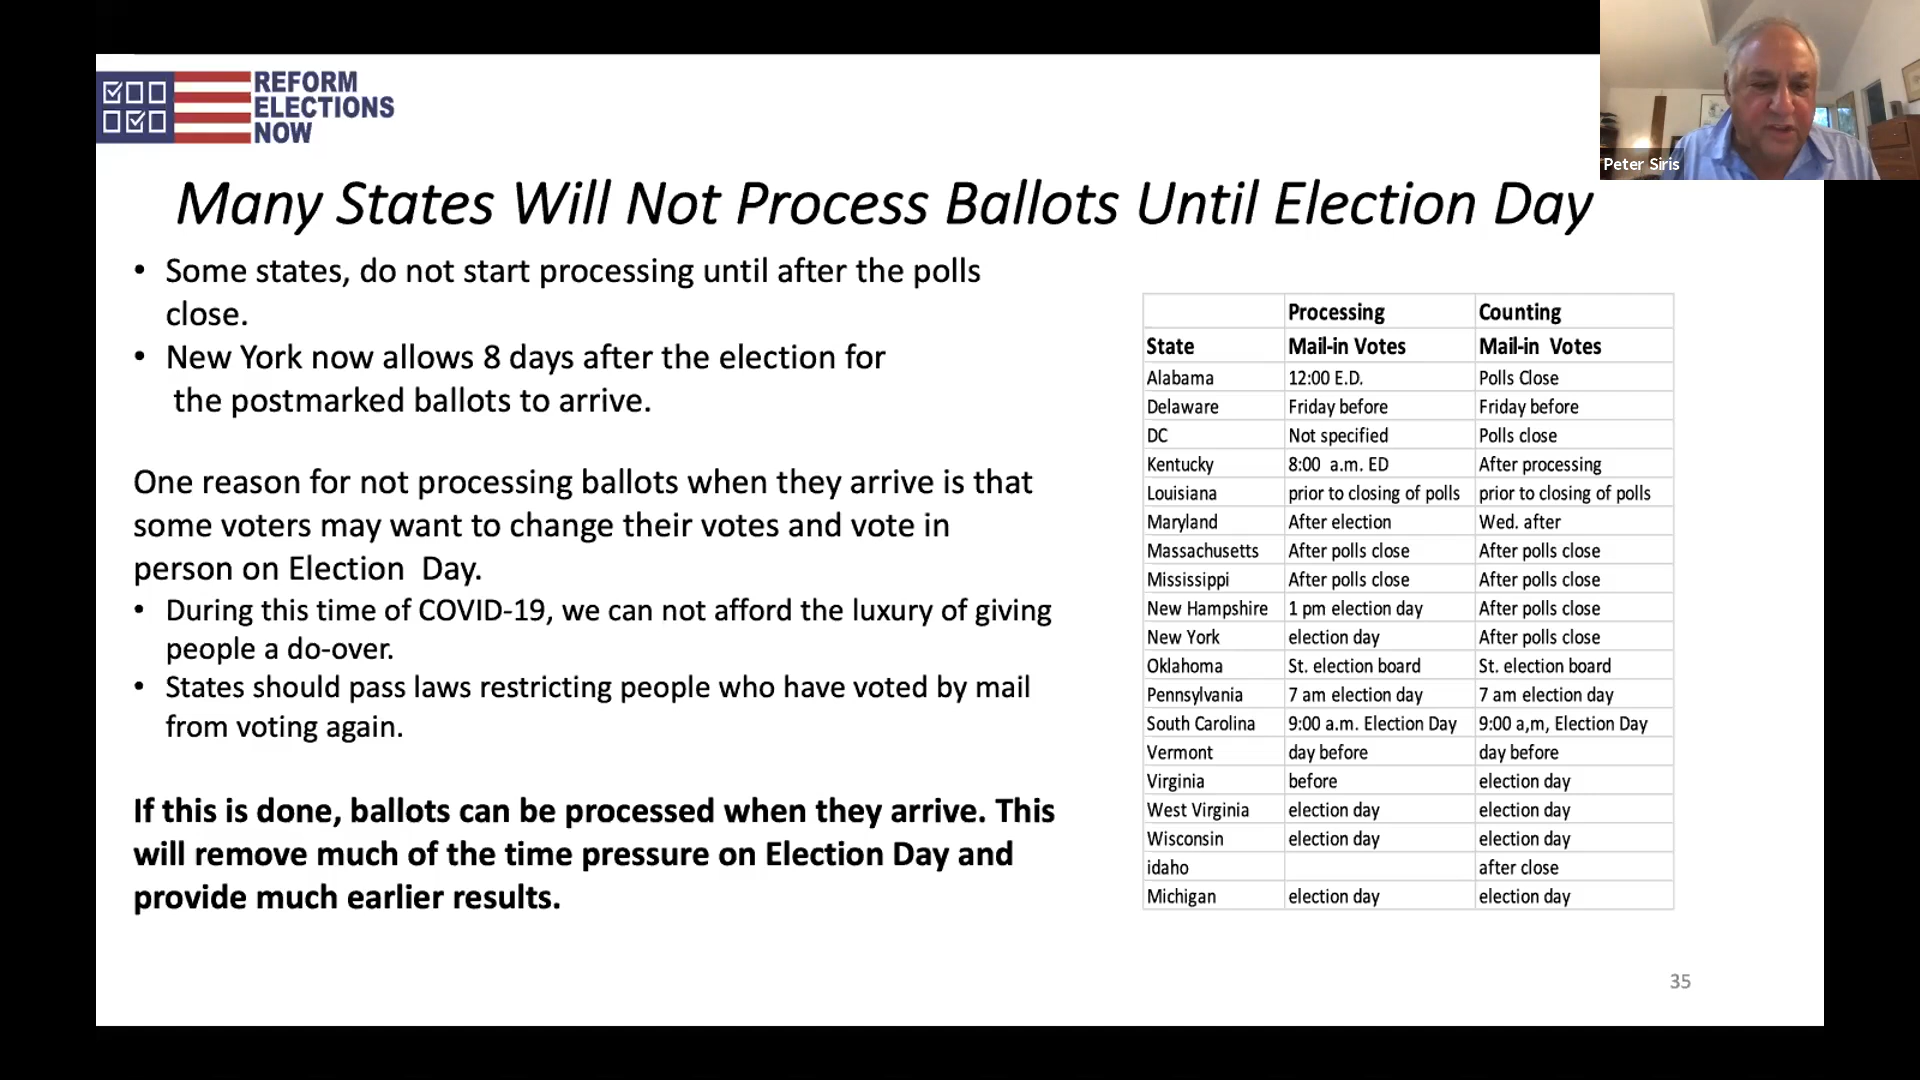 REFORM
ELECTIONS
NOW
Peter Siris
Many States Will Not Process Ballots Until Election Day
• Some states, do not start processing until after the polls
close.
• New York now allows 8 days after the election for
the postmarked ballots to arrive.
One reason for not processing ballots when they arrive is that
some voters may want to change their votes and vote in
person on Election  Day.
• During this time of COVID-19, we can not afford the luxury of giving
people a do-over.
• States should pass laws restricting people who have voted by mail
from voting again.
If this is done, ballots can be processed when they arrive. This
will remove much of the time pressure on Election Day and
provide much earlier results.
Processing Counting
State Mail-in Votes Mail-in  Votes
Alabama 12:00 E.D. Polls Close
Delaware Friday before Friday before
DC Not specified Polls close
Kentucky 8:00  a.m. ED After processing
Louisiana prior to closing of polls prior to closing of polls
Maryland After election Wed. after
Massachusetts After polls close After polls close
Mississippi After polls close After polls close
New Hampshire 1 pm election day After polls close
New York election day After polls close
Oklahoma St. election board St. election board
Pennsylvania 7 am election day 7 am election day
South Carolina 9:00 a.m. Election Day 9:00 a,m, Election Day
Vermont day before day before
Virginia before election day
West Virginia election day election day
Wisconsin election day election day
idaho after close
Michigan election day election day
35